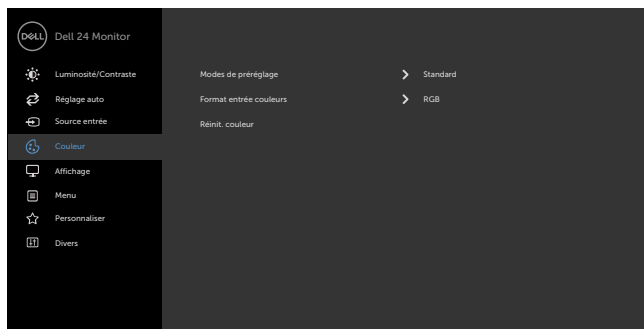 DELL Dell 24 Monitor
Luminosité/Contraste Modes de préréglage Standard
Réglage auto Format entrée couleurs RGB
Source entrée Réinit. couleur
Couleur
Affichage
Menu
Personnaliser
Divers